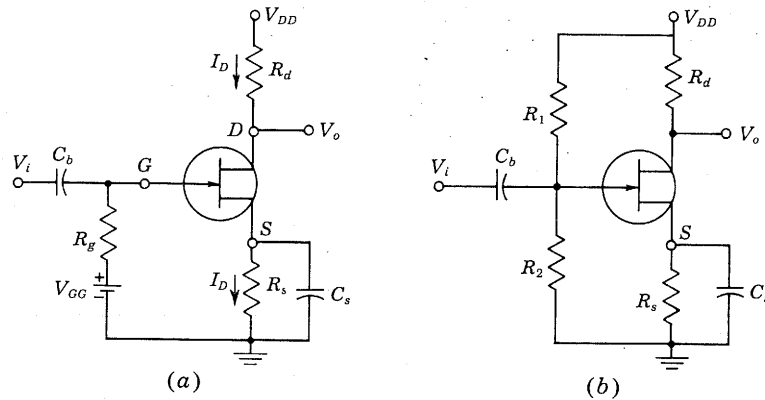 V_DD
I_D
R_d
D
V_o
V_i
C_b
G
R_g
V_GG
+
−
S
I_D
R_s
C_s
(a)
V_DD
R_d
R_1
V_o
V_i
C_b
S
R_2
R_s
(b)